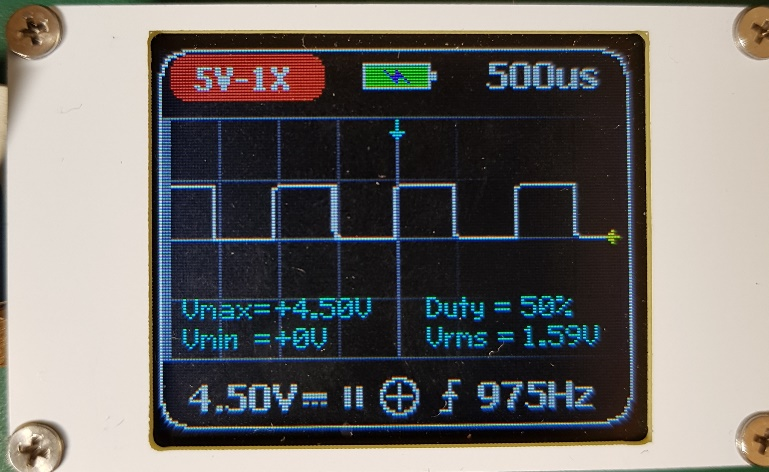 5V-1X 500us
Vmax=+4.50V Duty = 50%
Vmin =+0V Vrms = 1.59V
4.50V 975Hz